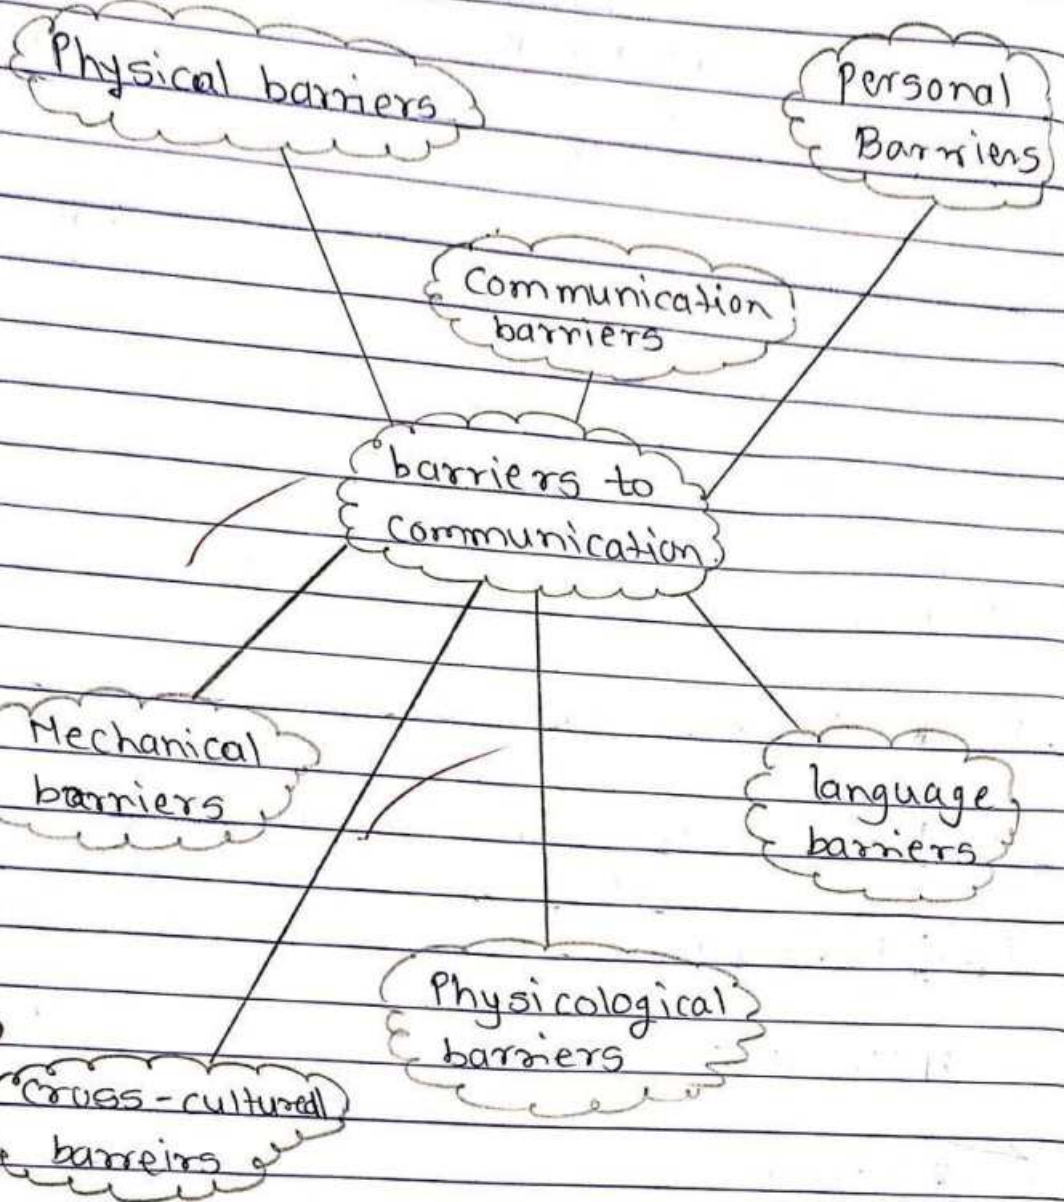 Physical barriers
Personal
Barriers
Communication
barriers
barriers to
communication.
Mechanical
barriers
language
barriers
Physicological
barriers
Cross-cultured
barreirs